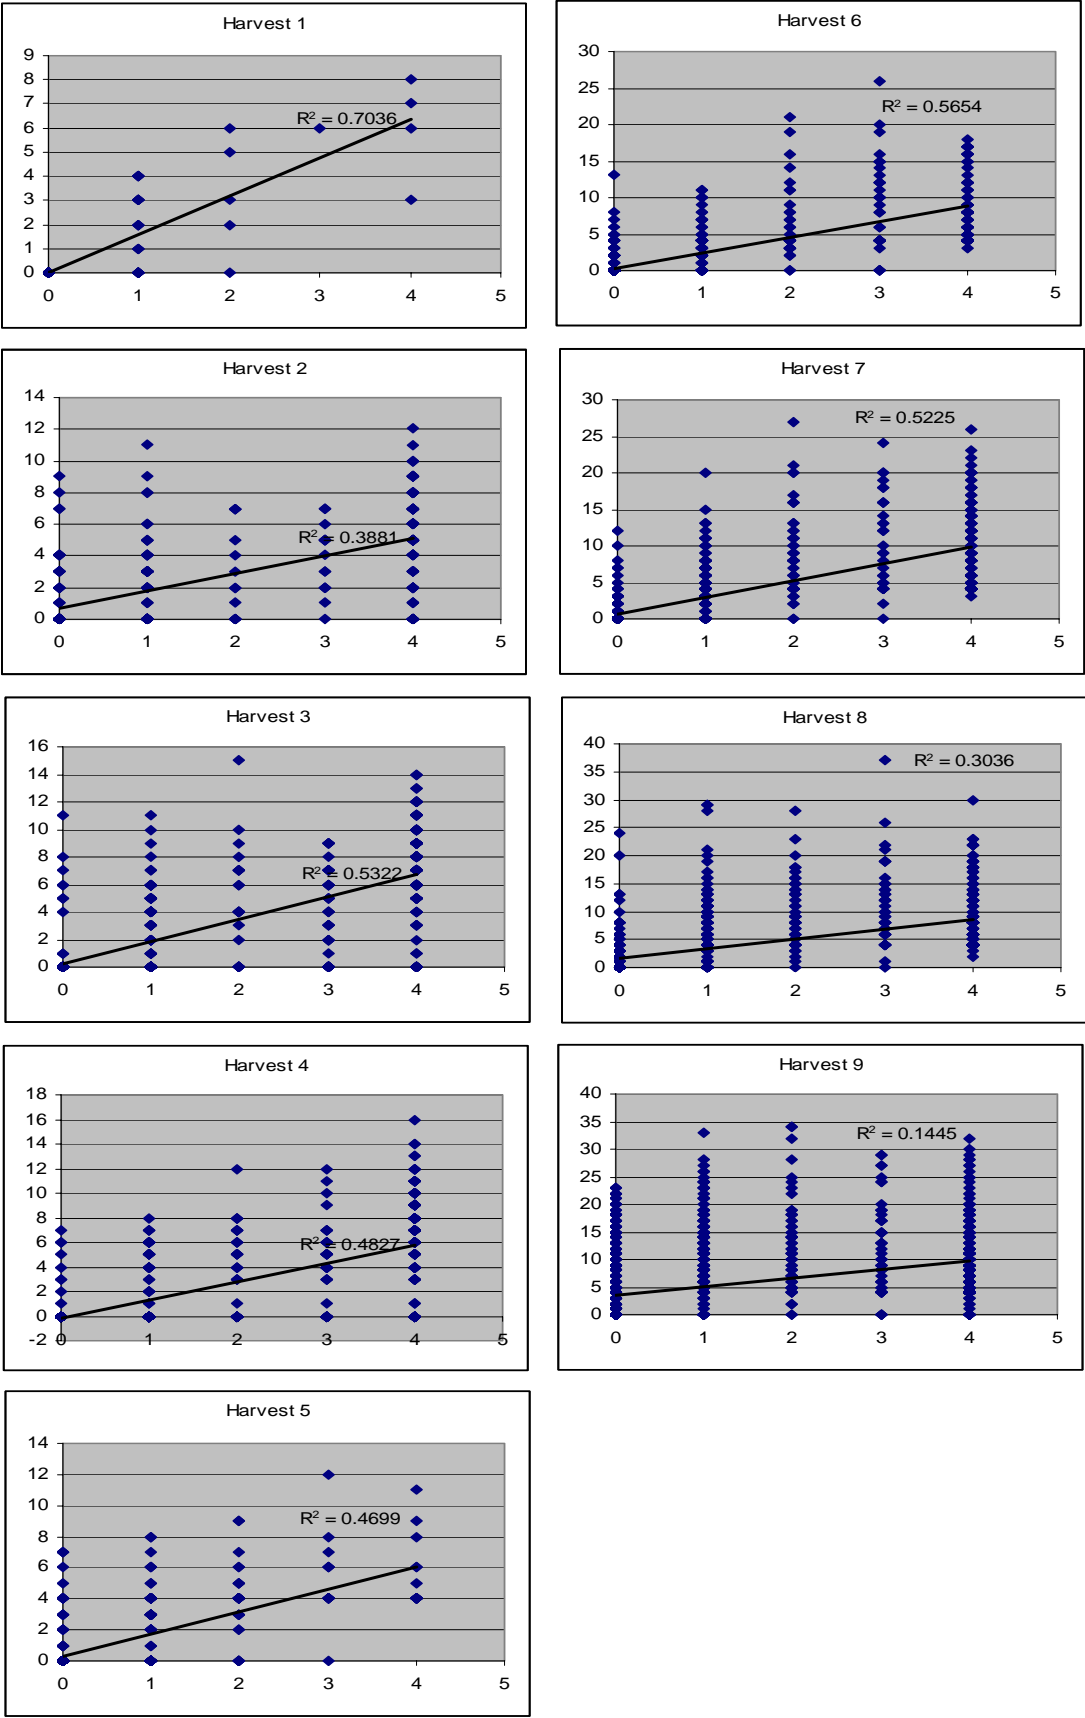 Harvest 1
9
8
7
6
5
4
3
2
1
0
R² = 0.7036
0 1 2 3 4 5
Harvest 2
14
12
10
8
6
4
2
0
R² = 0.3881
0 1 2 3 4 5
Harvest 3
16
14
12
10
8
6
4
2
0
R² = 0.5322
0 1 2 3 4 5
Harvest 4
18
16
14
12
10
8
6
4
2
0
-2
R² = 0.4827
0 1 2 3 4 5
Harvest 5
14
12
10
8
6
4
2
0
R² = 0.4699
0 1 2 3 4 5
Harvest 6
30
25
20
15
10
5
0
R² = 0.5654
0 1 2 3 4 5
Harvest 7
30
25
20
15
10
5
0
R² = 0.5225
0 1 2 3 4 5
Harvest 8
40
35
30
25
20
15
10
5
0
R² = 0.3036
0 1 2 3 4 5
Harvest 9
40
35
30
25
20
15
10
5
0
R² = 0.1445
0 1 2 3 4 5